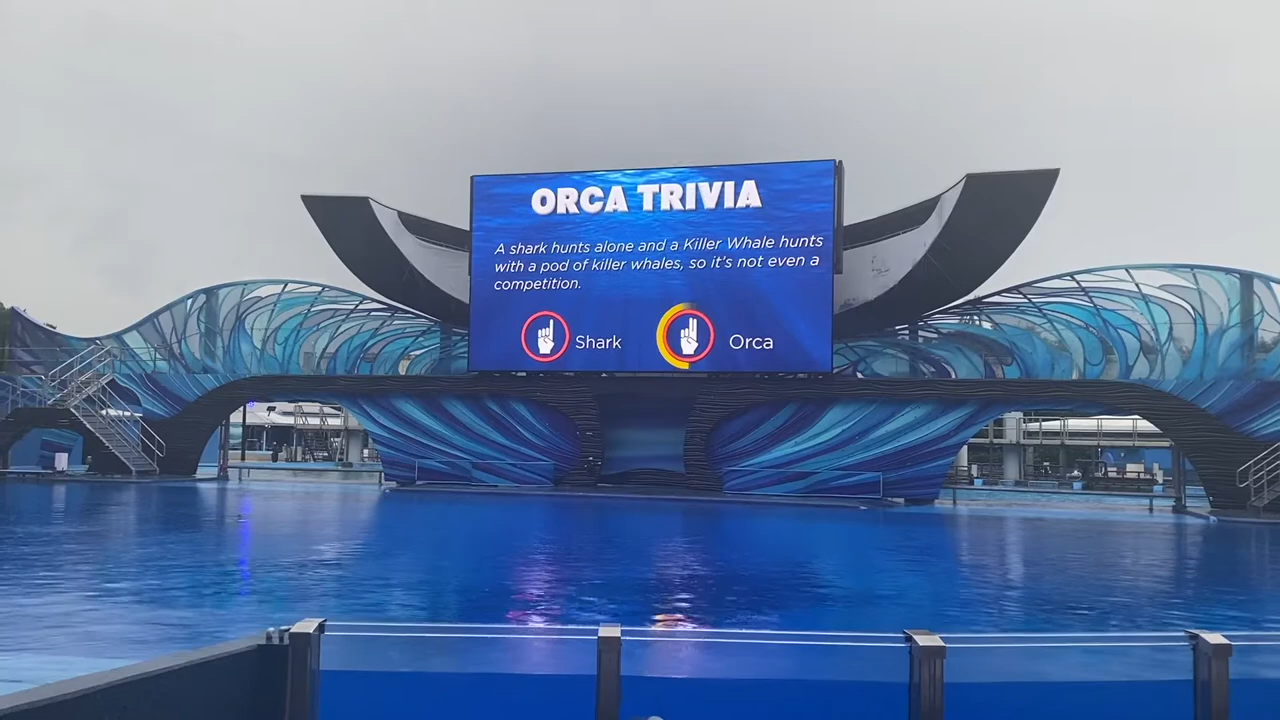 ORCA TRIVIA
A shark hunts alone and a Killer Whale hunts
with a pod of killer whales, so it's not even a
competition.
Shark Orca